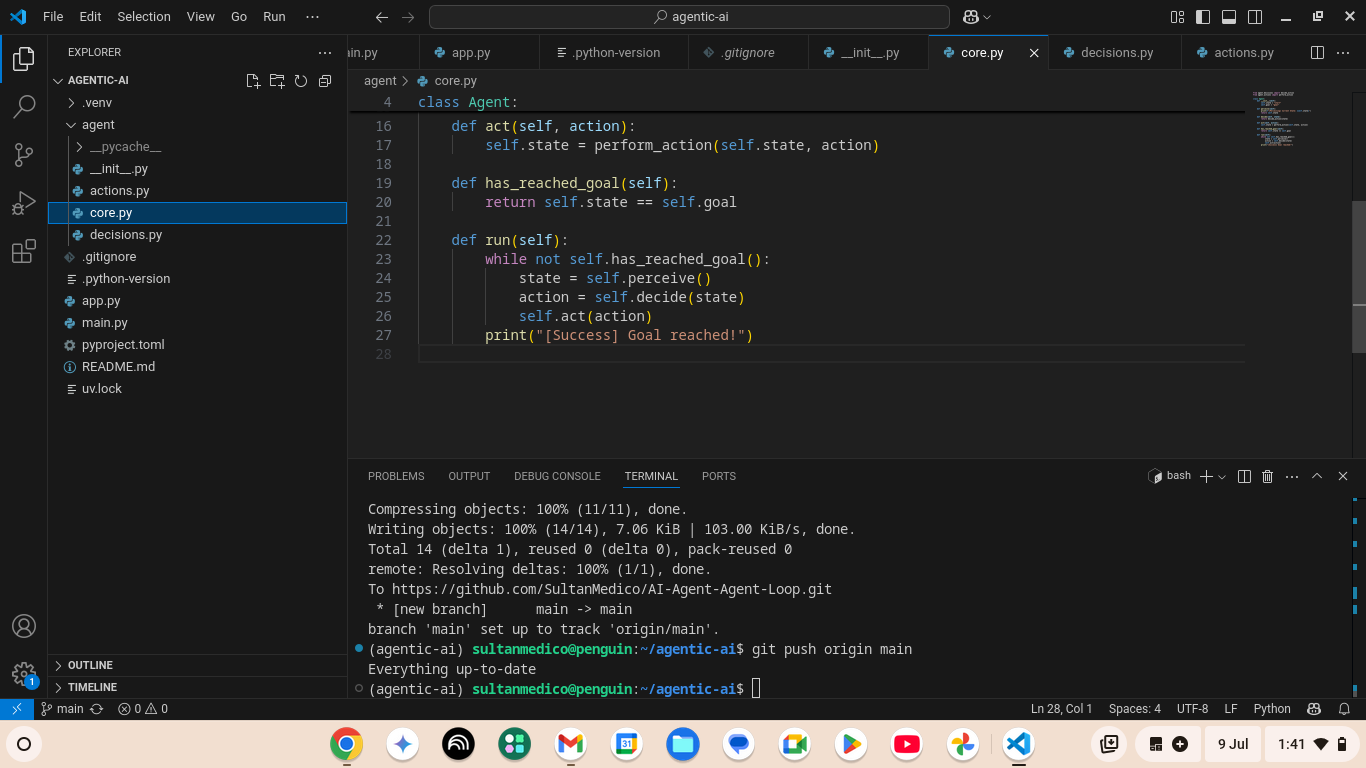 File Edit Selection View Go Run ···
agentic-ai
EXPLORER
AGENTIC-AI
.venv
agent
__pycache__
__init__.py
actions.py
core.py
decisions.py
.gitignore
.python-version
app.py
main.py
pyproject.toml
README.md
uv.lock
OUTLINE
TIMELINE
ain.py app.py .python-version .gitignore __init__.py core.py decisions.py actions.py
agent > core.py
4 class Agent:
16 def act(self, action):
17 self.state = perform_action(self.state, action)
18
19 def has_reached_goal(self):
20 return self.state == self.goal
21
22 def run(self):
23 while not self.has_reached_goal():
24 state = self.perceive()
25 action = self.decide(state)
26 self.act(action)
27 print("[Success] Goal reached!")
28
PROBLEMS OUTPUT DEBUG CONSOLE TERMINAL PORTS
bash
Compressing objects: 100% (11/11), done.
Writing objects: 100% (14/14), 7.06 KiB | 103.00 KiB/s, done.
Total 14 (delta 1), reused 0 (delta 0), pack-reused 0
remote: Resolving deltas: 100% (1/1), done.
To https://github.com/SultanMedico/AI-Agent-Agent-Loop.git
* [new branch] main -> main
branch 'main' set up to track 'origin/main'.
(agentic-ai) sultanmedico@penguin:~/agentic-ai$ git push origin main
Everything up-to-date
(agentic-ai) sultanmedico@penguin:~/agentic-ai$
1
main 0 0 Ln 28, Col 1 Spaces: 4 UTF-8 LF Python
31
9 Jul 1:41